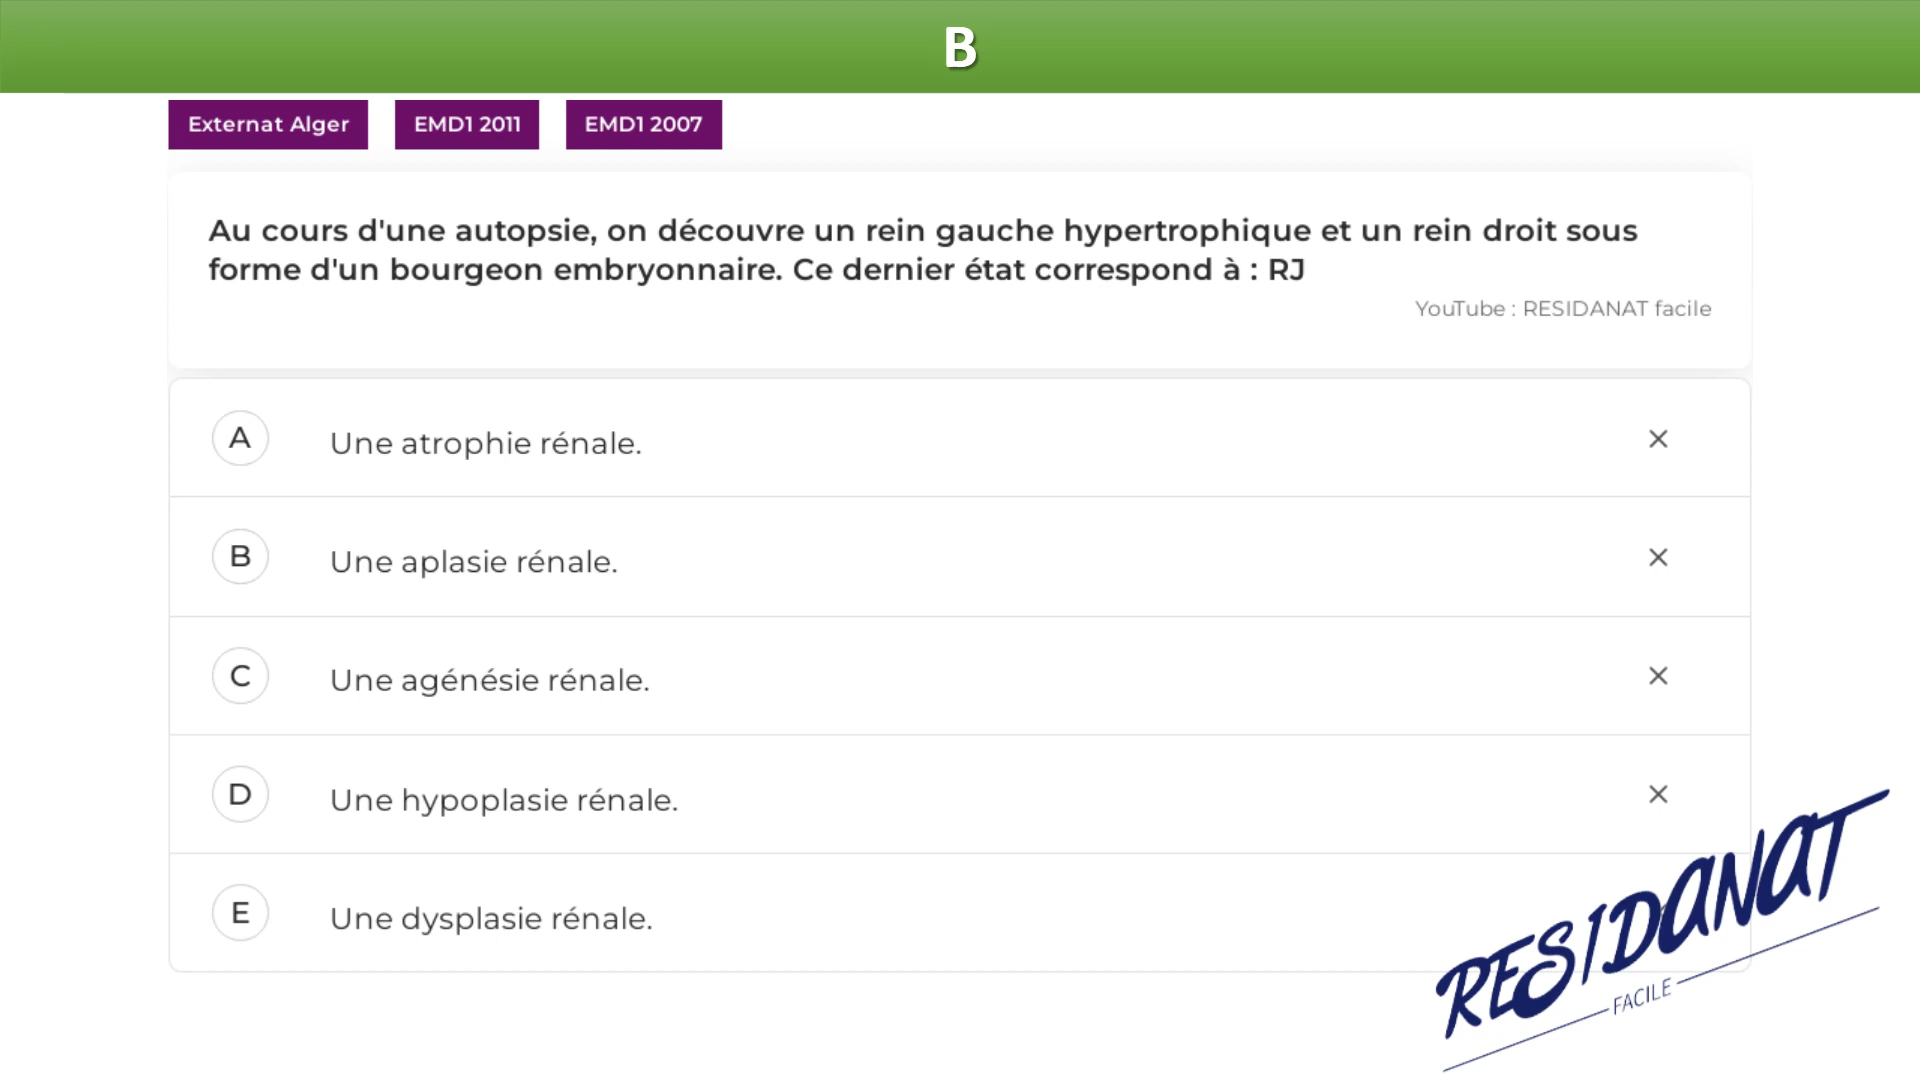 B
Externat Alger EMD1 2011 EMD1 2007
Au cours d'une autopsie, on découvre un rein gauche hypertrophique et un rein droit sous
forme d'un bourgeon embryonnaire. Ce dernier état correspond à : RJ
YouTube : RESIDANAT facile
A Une atrophie rénale. ×
B Une aplasie rénale. ×
C Une agénésie rénale. ×
D Une hypoplasie rénale. ×
E Une dysplasie rénale.
RESIDANAT
FACILE